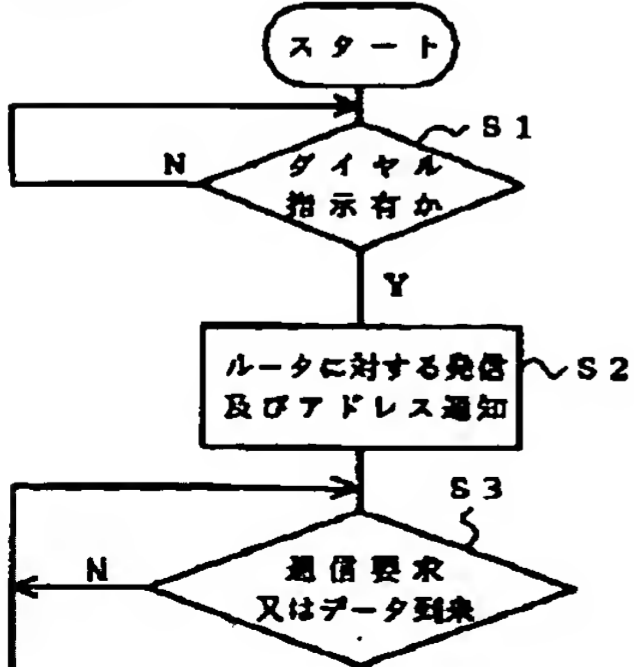 スタート
S1
N
ダイヤル
指示有か
Y
ルータに対する発信
及びアドレス通知
S2
S3
N
通信要求
又はデータ到来